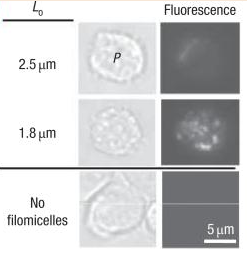 L₀ Fluorescence
2.5 μm
P
1.8 μm
No
filomicelles
5 μm